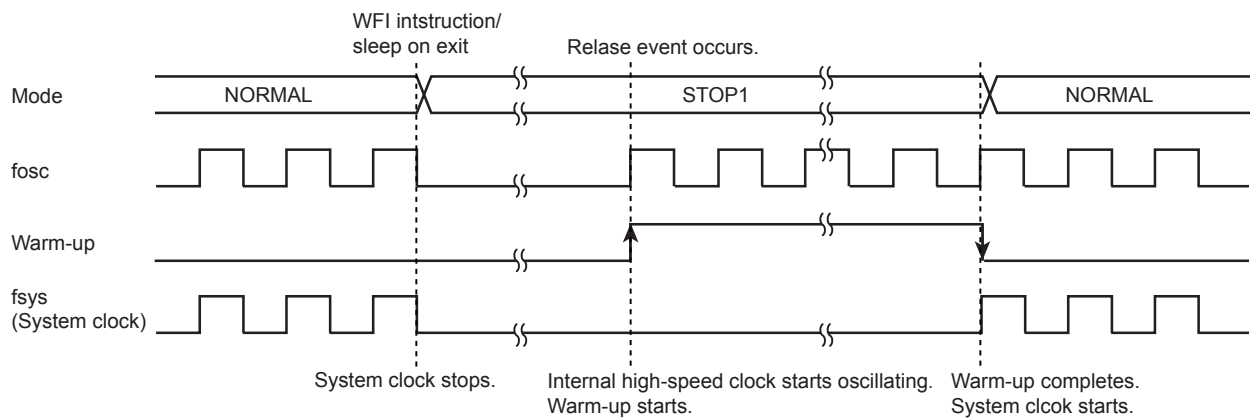 WFI intstruction/
sleep on exit
Relase event occurs.
Mode
NORMAL
STOP1
NORMAL
fosc
Warm-up
fsys
(System clock)
System clock stops.
Internal high-speed clock starts oscillating.
Warm-up starts.
Warm-up completes.
System clcok starts.